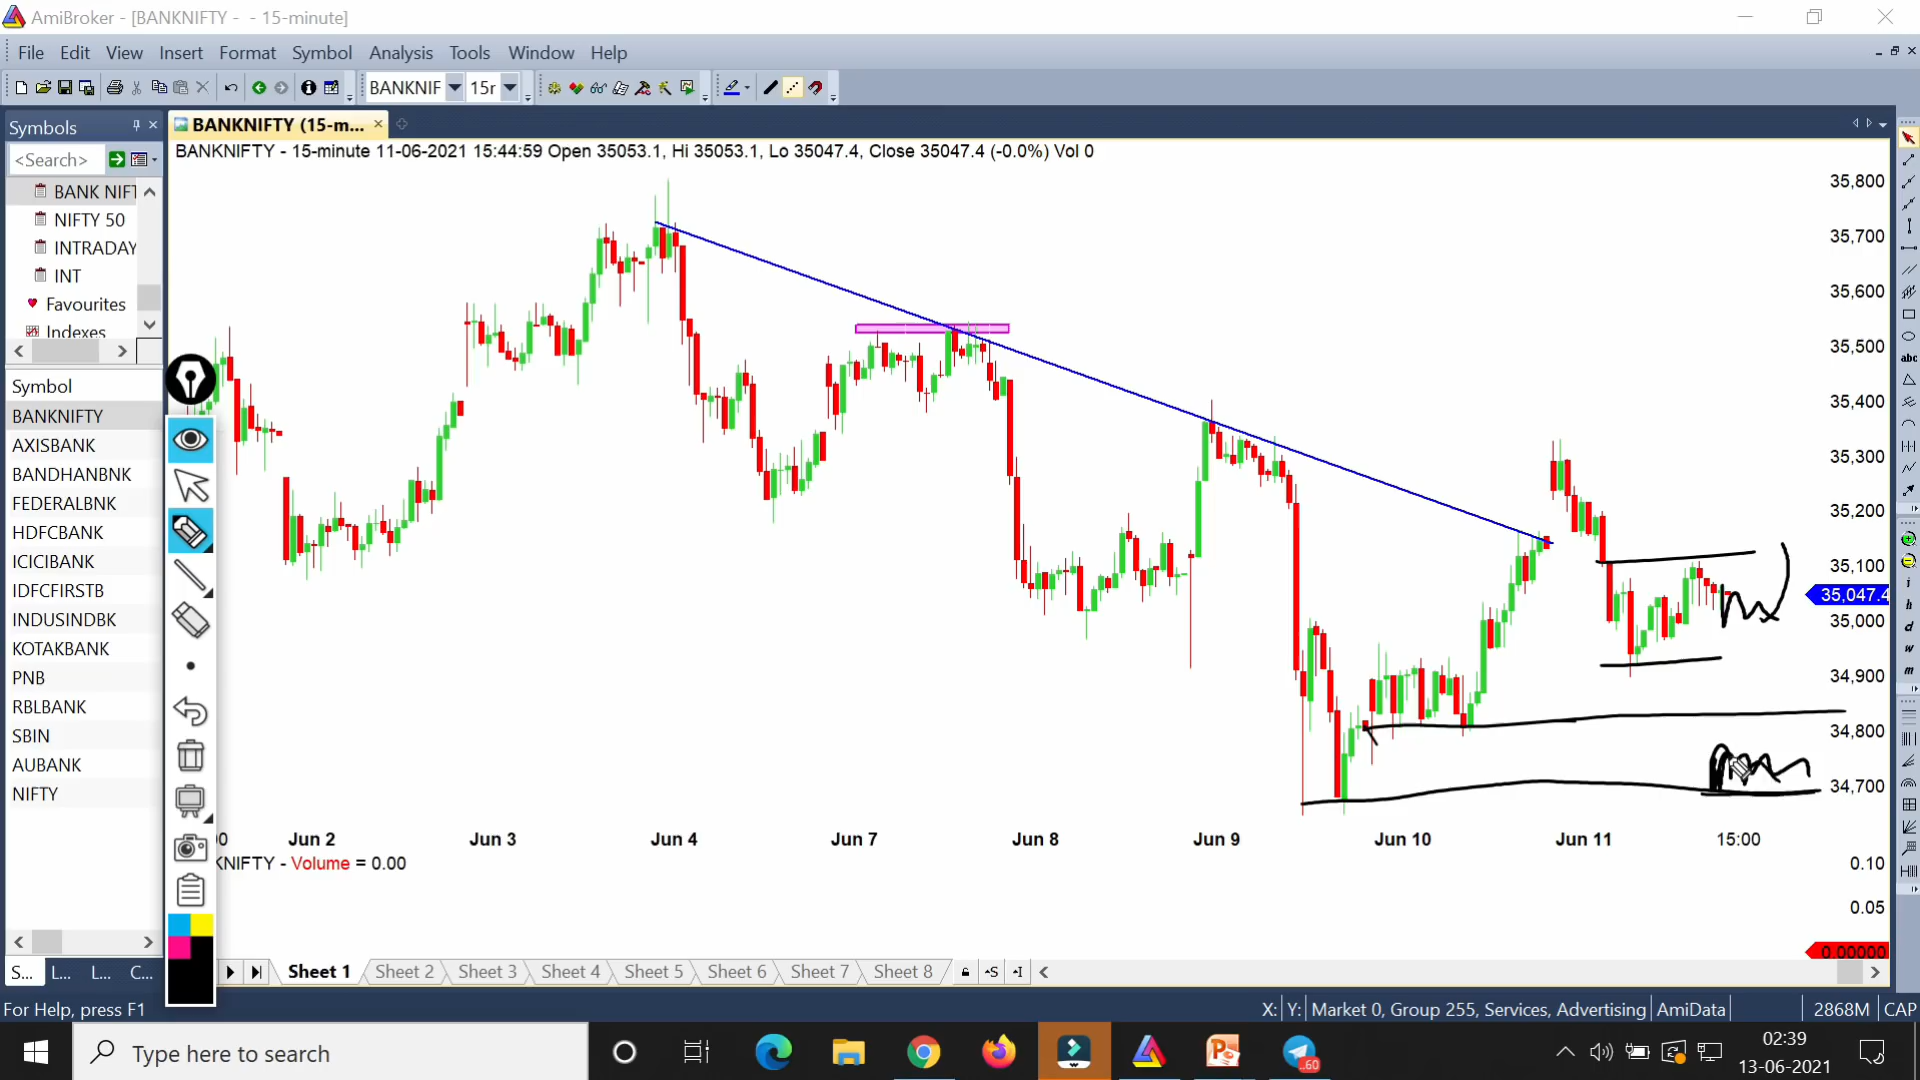 AmiBroker - [BANKNIFTY - - 15-minute]
File Edit View Insert Format Symbol Analysis Tools Window Help
BANKNIF 15r
Symbols
BANKNIFTY (15-m...
<Search>
BANKNIFTY - 15-minute 11-06-2021 15:44:59 Open 35053.1, Hi 35053.1, Lo 35047.4, Close 35047.4 (-0.0%) Vol 0
BANK NIFT
NIFTY 50
INTRADAY
INT
Favourites
Indexes
Symbol
BANKNIFTY
AXISBANK
BANDHANBNK
FEDERALBNK
HDFCBANK
ICICIBANK
IDFCFIRSTB
INDUSINDBK
KOTAKBANK
PNB
RBLBANK
SBIN
AUBANK
NIFTY
35,800
35,700
35,600
35,500
35,400
35,300
35,200
35,100
35,047.4
35,000
34,900
34,800
34,700
abc
i
h
d
w
m
Jun 2 Jun 3 Jun 4 Jun 7 Jun 8 Jun 9 Jun 10 Jun 11 15:00
KNIFTY - Volume = 0.00
0.10
0.05
0.00000
S... L... L... C...
Sheet 1 Sheet 2 Sheet 3 Sheet 4 Sheet 5 Sheet 6 Sheet 7 Sheet 8
For Help, press F1
X: Y: Market 0, Group 255, Services, Advertising AmiData 2868M CAP
Type here to search
.60
02:39
13-06-2021